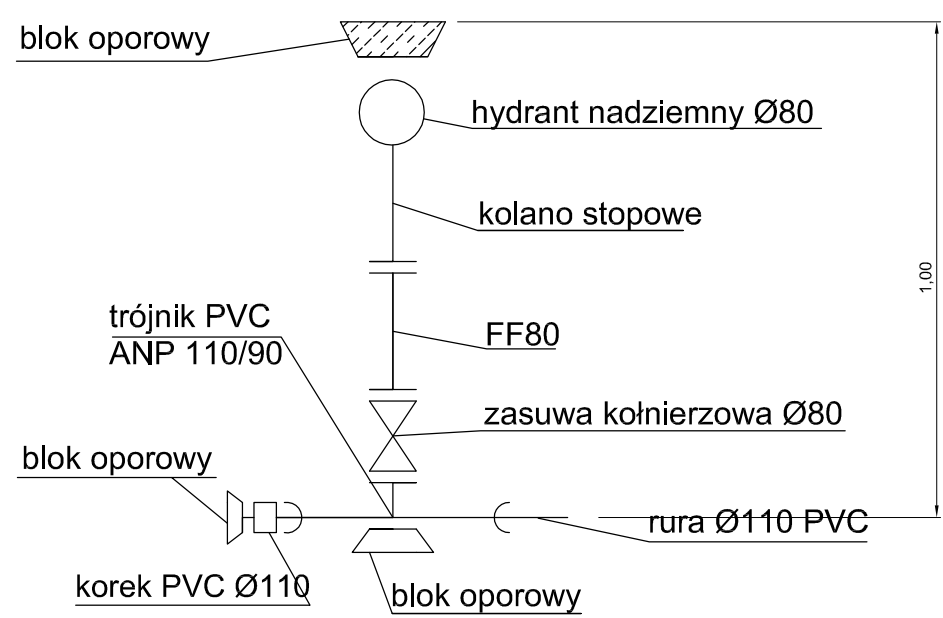 blok oporowy
hydrant nadziemny Ø80
kolano stopowe
1,00
trójnik PVC
ANP 110/90
FF80
zasuwa kołnierzowa Ø80
blok oporowy
rura Ø110 PVC
korek PVC Ø110
blok oporowy